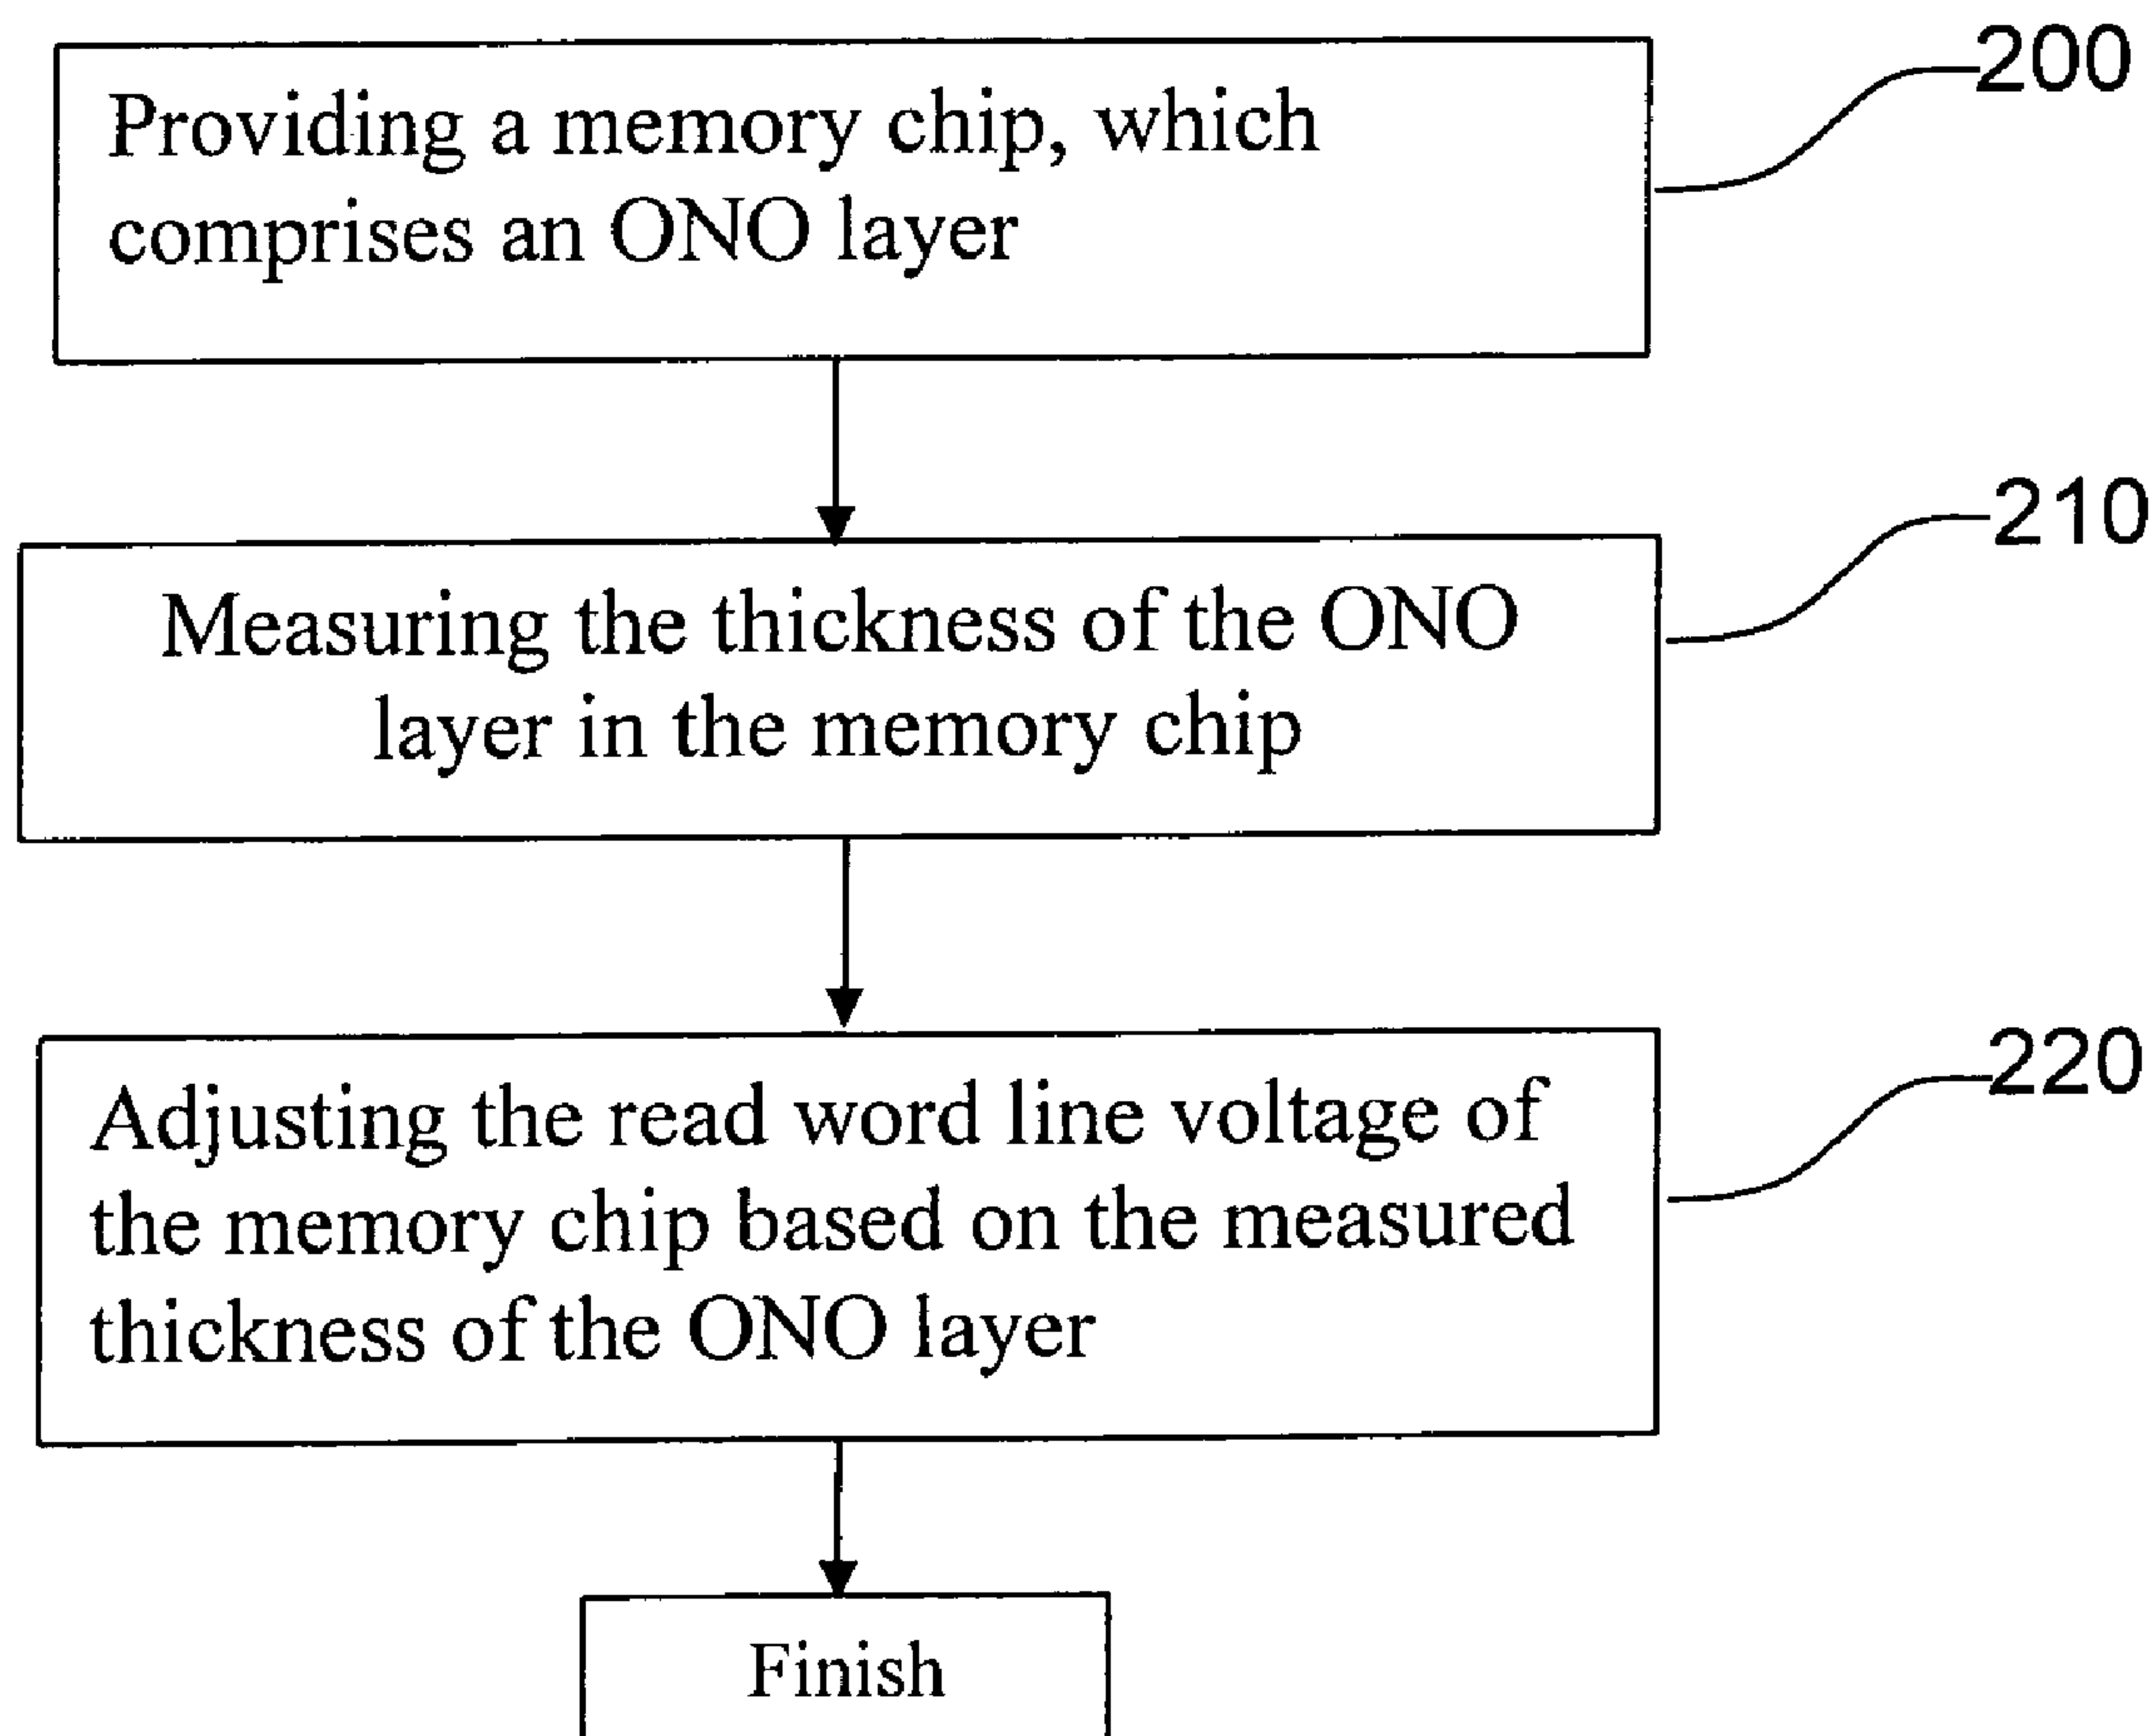 200
Providing a memory chip, which
comprises an ONO layer
210
Measuring the thickness of the ONO
layer in the memory chip
220
Adjusting the read word line voltage of
the memory chip based on the measured
thickness of the ONO layer
Finish